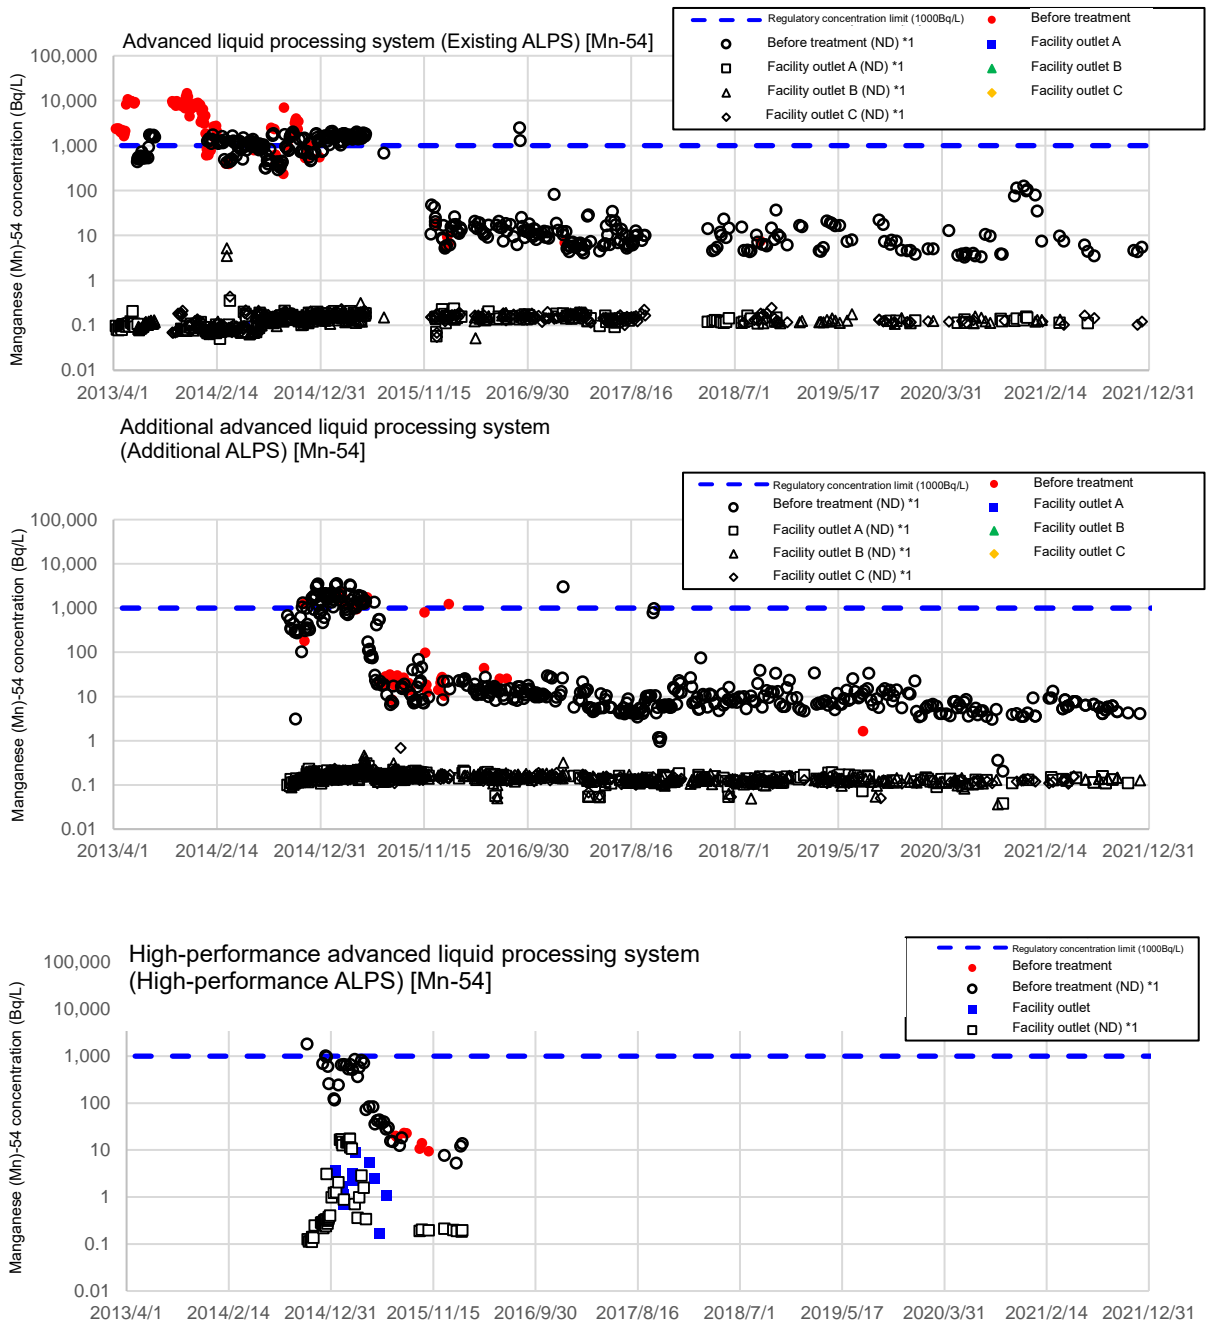 Advanced liquid processing system (Existing ALPS) [Mn-54]
Regulatory concentration limit (1000Bq/L)
Before treatment
Before treatment (ND) *1
Facility outlet A
Facility outlet A (ND) *1
Facility outlet B
Facility outlet B (ND) *1
Facility outlet C
Facility outlet C (ND) *1
Manganese (Mn)-54 concentration (Bq/L)
100,000
10,000
1,000
100
10
1
0.1
0.01
2013/4/1 2014/2/14 2014/12/31 2015/11/15 2016/9/30 2017/8/16 2018/7/1 2019/5/17 2020/3/31 2021/2/14 2021/12/31
Additional advanced liquid processing system
(Additional ALPS) [Mn-54]
Regulatory concentration limit (1000Bq/L)
Before treatment
Before treatment (ND) *1
Facility outlet A
Facility outlet A (ND) *1
Facility outlet B
Facility outlet B (ND) *1
Facility outlet C
Facility outlet C (ND) *1
Manganese (Mn)-54 concentration (Bq/L)
100,000
10,000
1,000
100
10
1
0.1
0.01
2013/4/1 2014/2/14 2014/12/31 2015/11/15 2016/9/30 2017/8/16 2018/7/1 2019/5/17 2020/3/31 2021/2/14 2021/12/31
High-performance advanced liquid processing system
(High-performance ALPS) [Mn-54]
Regulatory concentration limit (1000Bq/L)
Before treatment
Before treatment (ND) *1
Facility outlet
Facility outlet (ND) *1
Manganese (Mn)-54 concentration (Bq/L)
100,000
10,000
1,000
100
10
1
0.1
0.01
2013/4/1 2014/2/14 2014/12/31 2015/11/15 2016/9/30 2017/8/16 2018/7/1 2019/5/17 2020/3/31 2021/2/14 2021/12/31